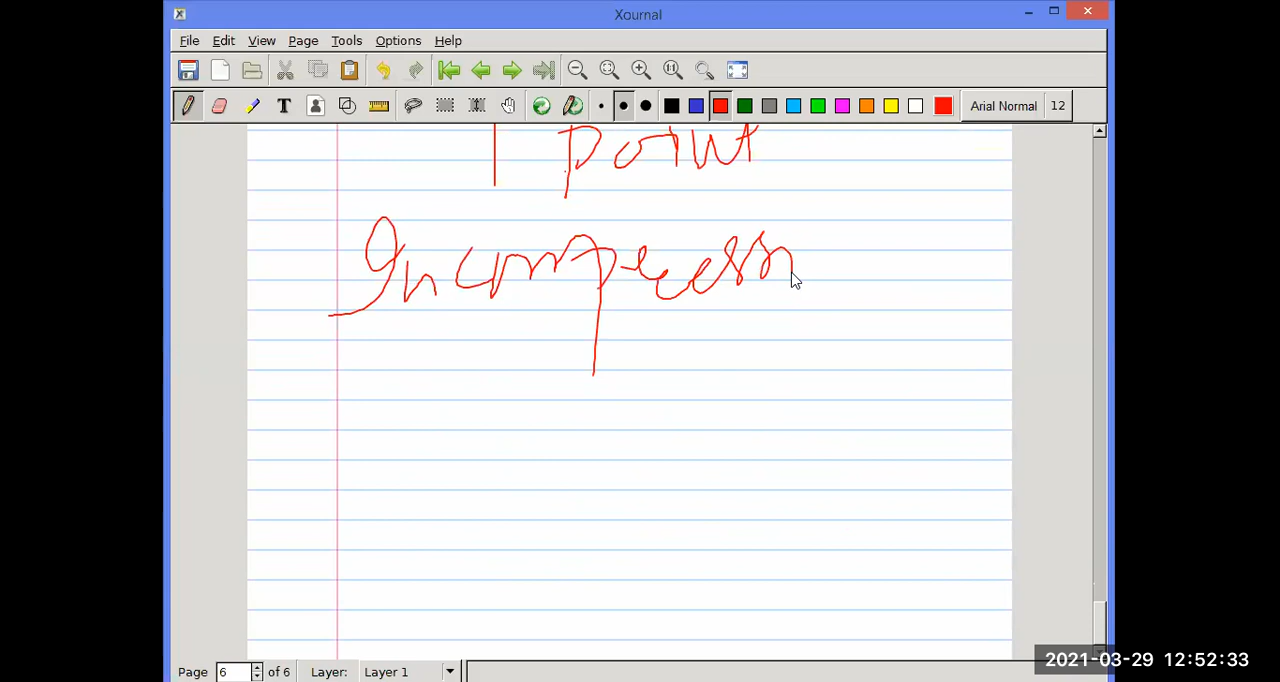 Xournal
File Edit View Page Tools Options Help
Arial Normal 12
point
Page 6 of 6 Layer: Layer 1
2021-03-29 12:52:33